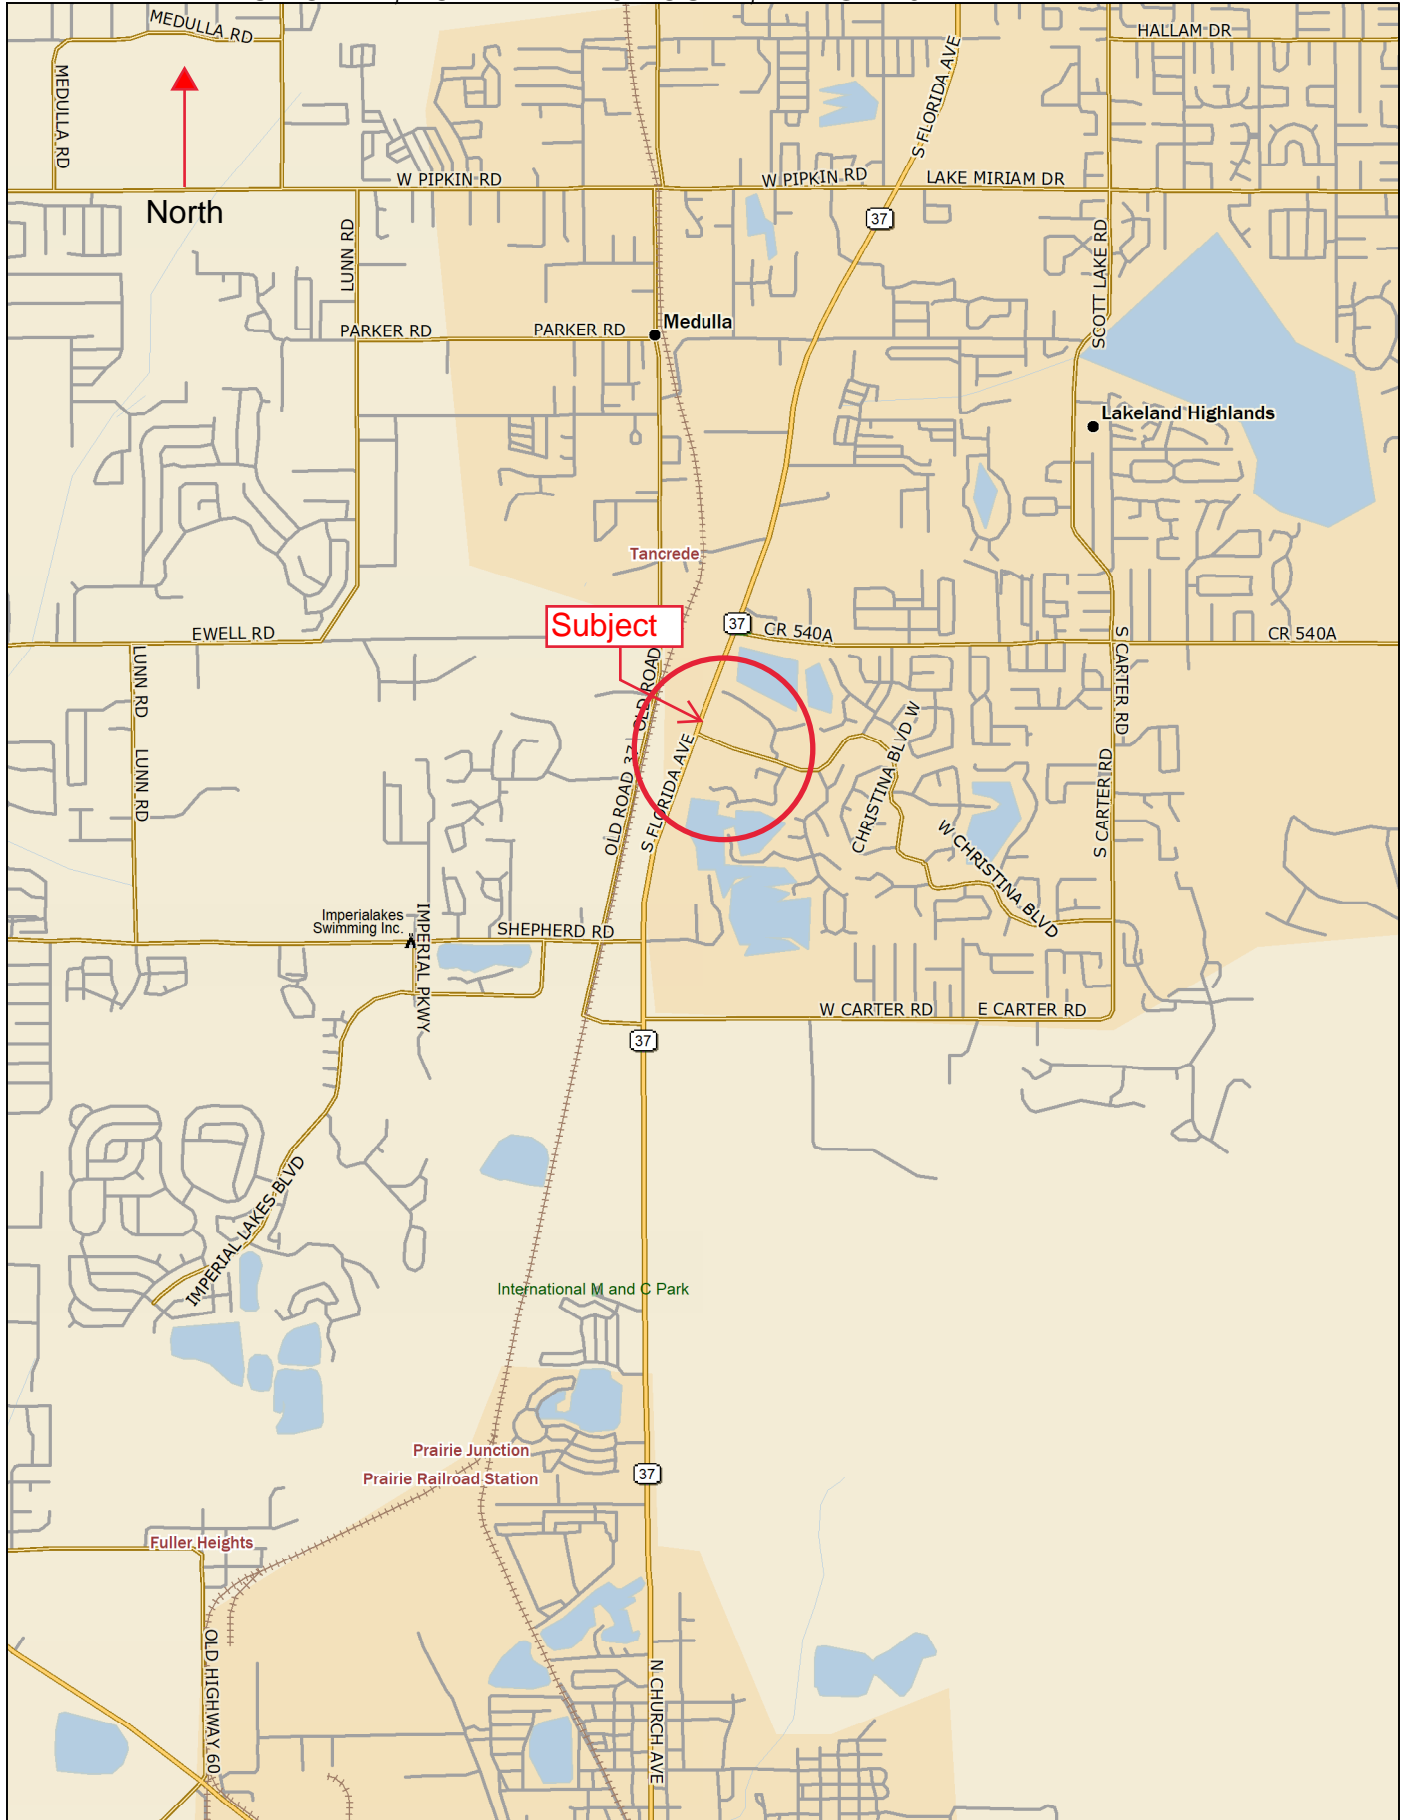 MEDULLA RD
HALLAM DR
MEDULLA RD
S FLORIDA AVE
W PIPKIN RD
W PIPKIN RD
LAKE MIRIAM DR
North
37
LUNN RD
SCOTT LAKE RD
Medulla
PARKER RD
PARKER RD
Lakeland Highlands
Tancrede
Subject
37
CR 540A
EWELL RD
CR 540A
LUNN RD
S CARTER RD
OLD ROAD 37
OLD ROAD
S FLORIDA AVE
CHRISTINA BLVD W
LUNN RD
S CARTER RD
W CHRISTINA BLVD
Imperialakes
Swimming Inc.
IMPERIAL PKWY
SHEPHERD RD
W CARTER RD
E CARTER RD
37
IMPERIAL LAKES BLVD
International M and C Park
Prairie Junction
Prairie Railroad Station
37
Fuller Heights
OLD HIGHWAY 60
N CHURCH AVE